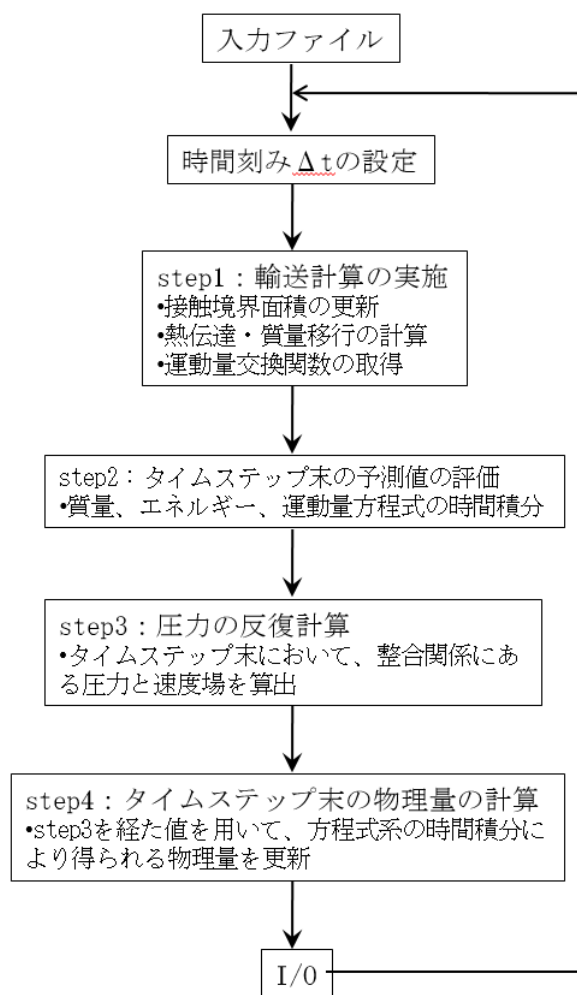 入力ファイル
時間刻みΔtの設定
step1：輸送計算の実施
•接触境界面積の更新
•熱伝達・質量移行の計算
•運動量交換関数の取得
step2：タイムステップ末の予測値の評価
•質量、エネルギー、運動量方程式の時間積分
step3：圧力の反復計算
•タイムステップ末において、整合関係にあ
る圧力と速度場を算出
step4：タイムステップ末の物理量の計算
•step3を経た値を用いて、方程式系の時間積分に
より得られる物理量を更新
I/O